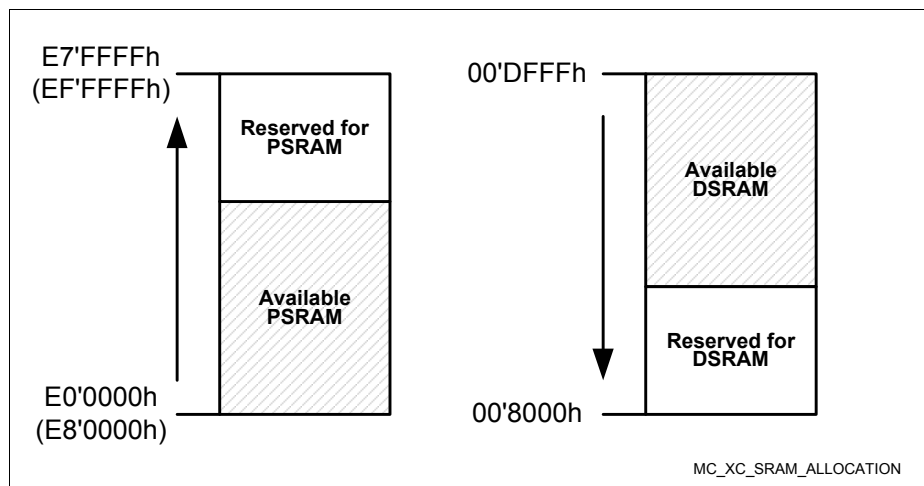 E7'FFFFh
(EF'FFFFh)
Reserved for
PSRAM
Available
PSRAM
E0'0000h
(E8'0000h)
00'DFFFh
Available
DSRAM
Reserved for
DSRAM
00'8000h
MC_XC_SRAM_ALLOCATION